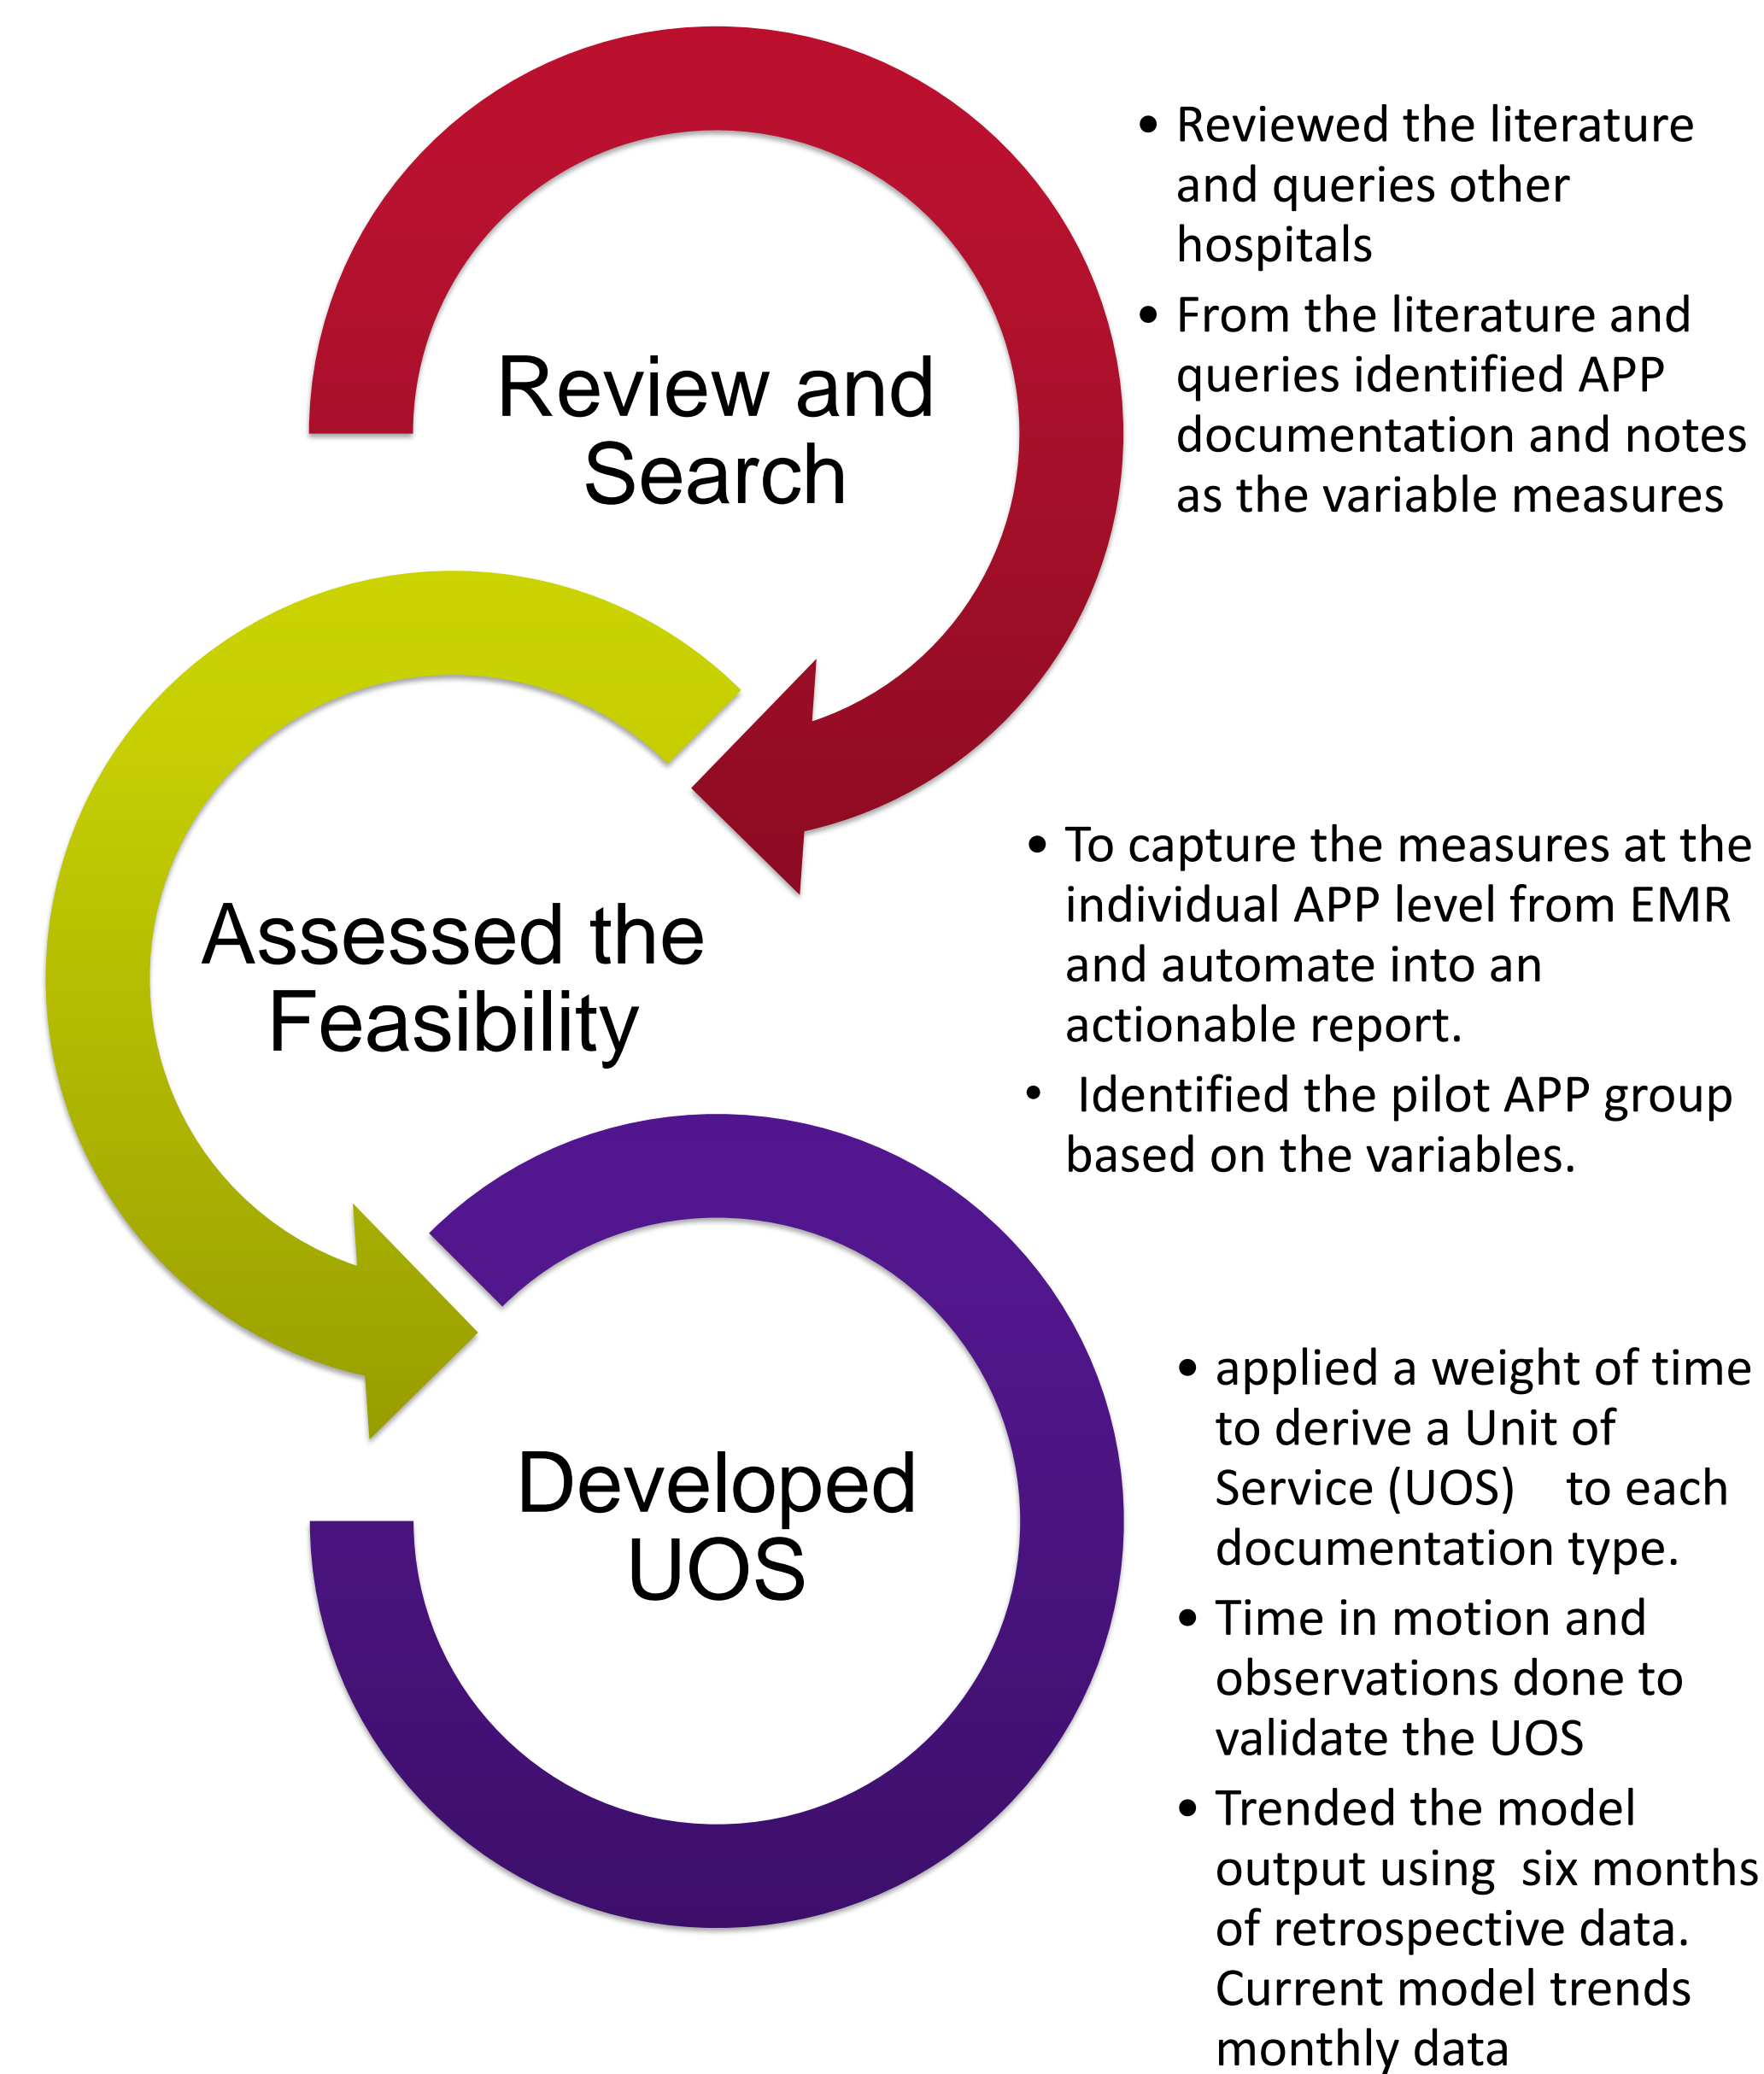 Review and
Search
• Reviewed the literature
and queries other
hospitals
• From the literature and
queries identified APP
documentation and notes
as the variable measures
Assessed the
Feasibility
• To capture the measures at the
individual APP level from EMR
and automate into an
actionable report.
• Identified the pilot APP group
based on the variables.
Developed
UOS
• applied a weight of time
to derive a Unit of
Service (UOS) to each
documentation type.
• Time in motion and
observations done to
validate the UOS
• Trended the model
output using six months
of retrospective data.
Current model trends
monthly data